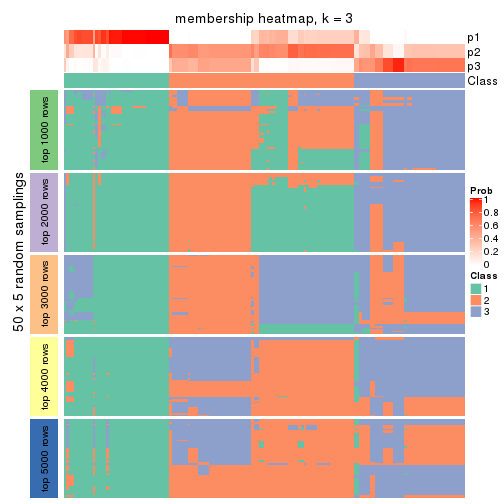 membership heatmap, k = 3
p1
p2
p3
Class
50 x 5 random samplings
top 1000 rows
top 2000 rows
top 3000 rows
top 4000 rows
top 5000 rows
Prob
1
0.8
0.6
0.4
0.2
0
Class
1
2
3